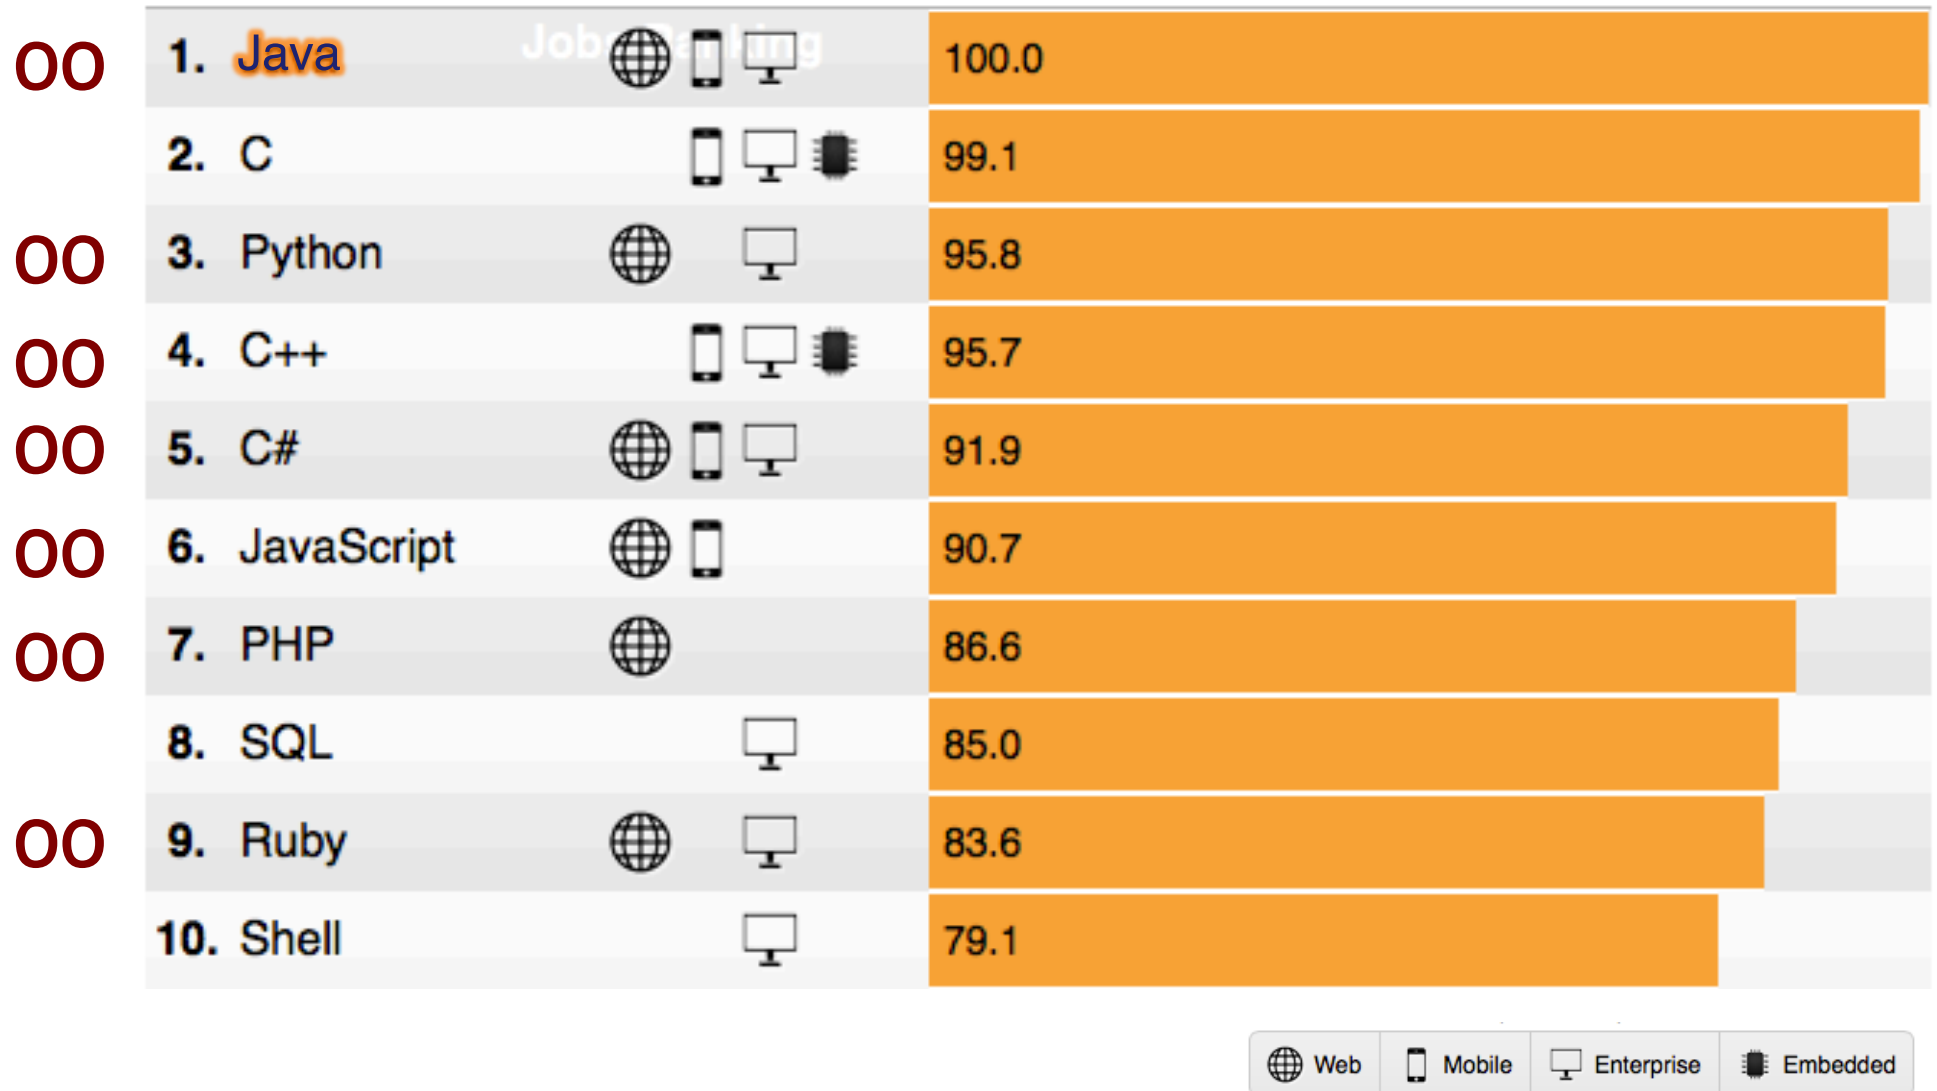 Jobs Ranking
OO 1. Java 100.0
2. C 99.1
OO 3. Python 95.8
OO 4. C++ 95.7
OO 5. C# 91.9
OO 6. JavaScript 90.7
OO 7. PHP 86.6
8. SQL 85.0
OO 9. Ruby 83.6
10. Shell 79.1
Web Mobile Enterprise Embedded